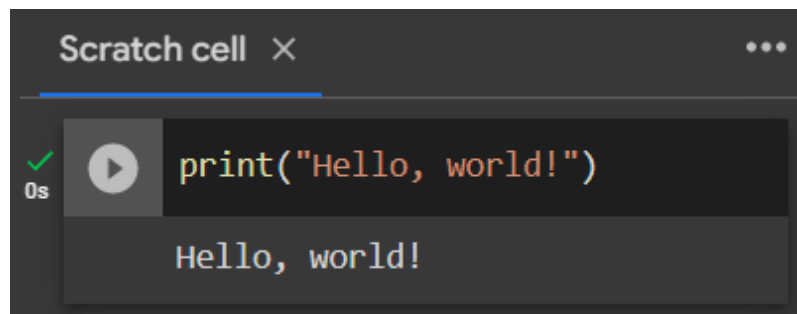 Scratch cell
0s
print("Hello, world!")
Hello, world!